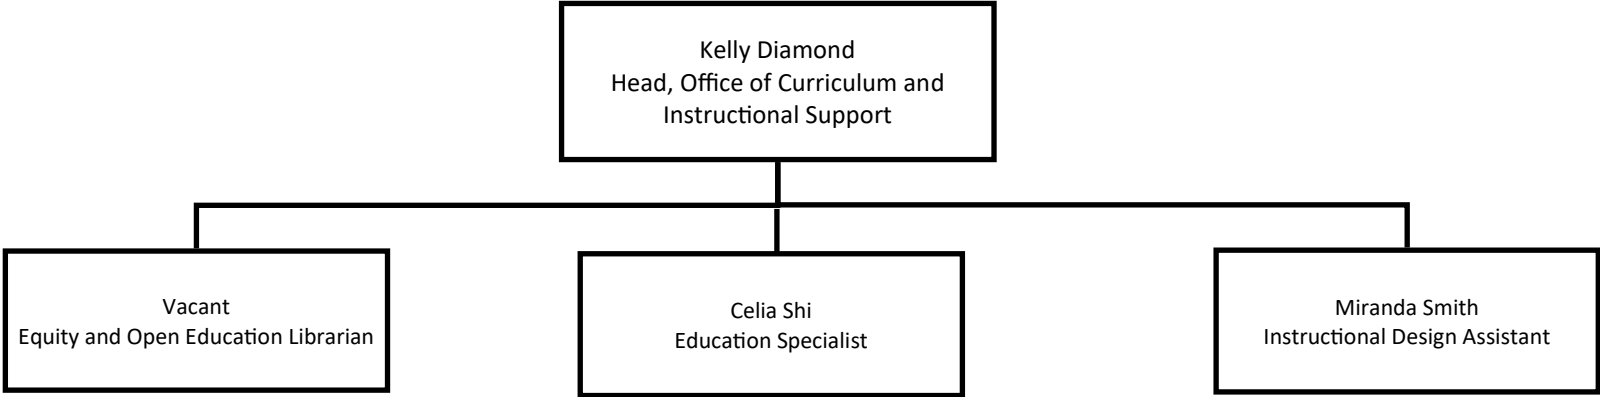 Kelly Diamond
Head, Office of Curriculum and
Instructional Support
Vacant
Equity and Open Education Librarian
Celia Shi
Education Specialist
Miranda Smith
Instructional Design Assistant